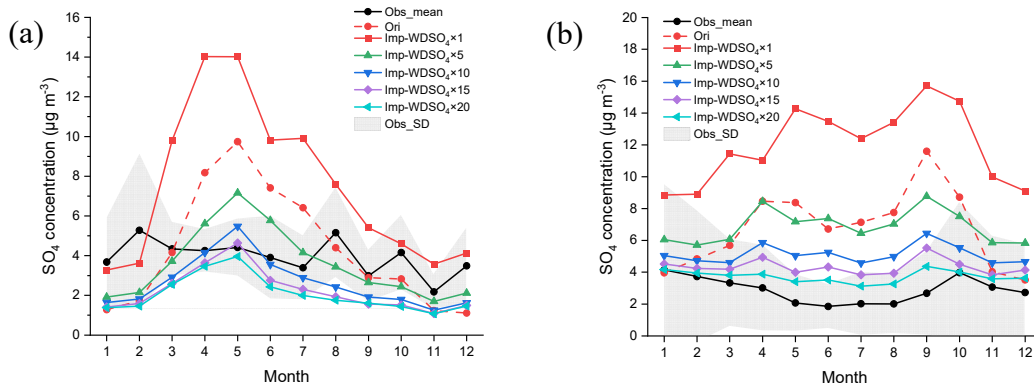 (a)
SO₄ concentration (µg m⁻³)
16
14
12
10
8
6
4
2
0
1 2 3 4 5 6 7 8 9 10 11 12
Month
Obs_mean
Ori
Imp-WDSO₄×1
Imp-WDSO₄×5
Imp-WDSO₄×10
Imp-WDSO₄×15
Imp-WDSO₄×20
Obs_SD
(b)
SO₄ concentration (µg m⁻³)
20
18
16
14
12
10
8
6
4
2
0
1 2 3 4 5 6 7 8 9 10 11 12
Month
Obs_mean
Ori
Imp-WDSO₄×1
Imp-WDSO₄×5
Imp-WDSO₄×10
Imp-WDSO₄×15
Imp-WDSO₄×20
Obs_SD